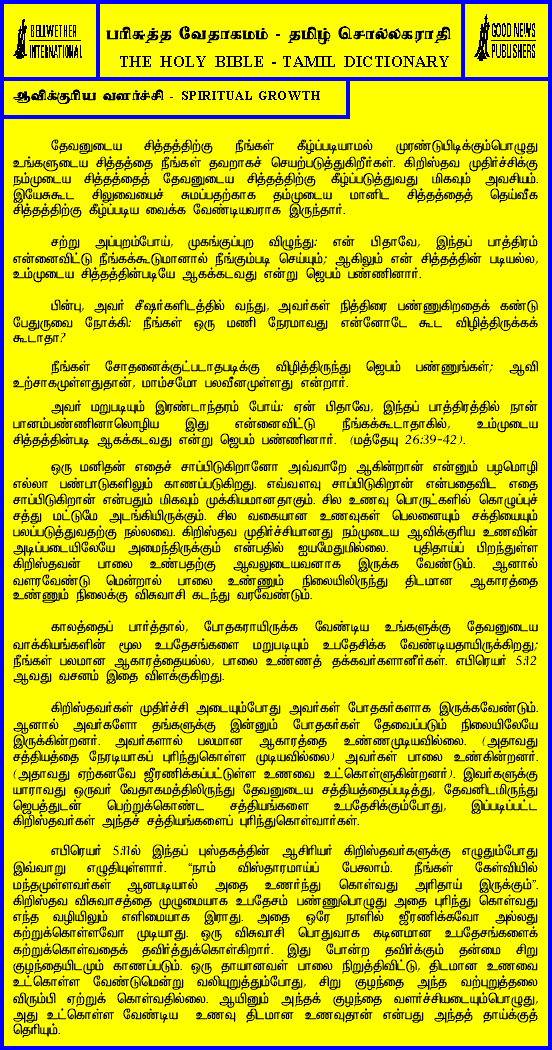 BELLWETHER
INTERNATIONAL
பரிசுத்த வேதாகமம் - தமிழ் சொல்லகராதி
THE HOLY BIBLE - TAMIL DICTIONARY
GOOD NEWS
PUBLISHERS
ஆவிக்குரிய வளர்ச்சி - SPIRITUAL GROWTH
தேவனுடைய சித்தத்திற்கு நீங்கள் கீழ்ப்படியாமல் முரண்டுபிடிக்கும்பொழுது
உங்களுடைய சித்தத்தை நீங்கள் தவறாகச் செயற்படுத்துகிறீர்கள். கிறிஸ்தவ முதிர்ச்சிக்கு
நம்முடைய சித்தத்தைத் தேவனுடைய சித்தத்திற்கு கீழ்ப்படுத்துவது மிகவும் அவசியம்.
இயேசுகூட சிலுவையைச் சுமப்பதற்காக தம்முடைய மானிட சித்தத்தைத் தெய்வீக
சித்தத்திற்கு கீழ்ப்படிய வைக்க வேண்டியவராக இருந்தார்.
சற்று அப்புறம்போய், முகங்குப்புற விழுந்து: என் பிதாவே, இந்தப் பாத்திரம்
என்னைவிட்டு நீங்கக்கூடுமானால் நீங்கும்படி செய்யும்; ஆகிலும் என் சித்தத்தின் படியல்ல,
உம்முடைய சித்தத்தின்படியே ஆகக்கடவது என்று ஜெபம் பண்ணினார்.
பின்பு, அவர் சீஷர்களிடத்தில் வந்து, அவர்கள் நித்திரை பண்ணுகிறதைக் கண்டு
பேதுருவை நோக்கி: நீங்கள் ஒரு மணி நேரமாவது என்னோடே கூட விழித்திருக்கக்
கூடாதா?
நீங்கள் சோதனைக்குட்படாதபடிக்கு விழித்திருந்து ஜெபம் பண்ணுங்கள்; ஆவி
உற்சாகமுள்ளதுதான், மாம்சமோ பலவீனமுள்ளது என்றார்.
அவர் மறுபடியும் இரண்டாந்தரம் போய்: ஏன் பிதாவே, இந்தப் பாத்திரத்தில் நான்
பானம்பண்ணினாலொழிய இது என்னைவிட்டு நீங்கக்கூடாதாகில், உம்முடைய
சித்தத்தின்படி ஆகக்கடவது என்று ஜெபம் பண்ணினார். (மத்தேயு 26:39-42).
ஒரு மனிதன் எதைச் சாப்பிடுகிறானோ அவ்வாறே ஆகின்றான் என்னும் பழமொழி
எல்லா பண்பாடுகளிலும் காணப்படுகிறது. எவ்வளவு சாப்பிடுகிறான் என்பதைவிட எதை
சாப்பிடுகிறான் என்பதும் மிகவும் முக்கியமானதாகும். சில உணவு பொருட்களில் கொழுப்புச்
சத்து மட்டுமே அடங்கியிருக்கும். சில வகையான உணவுகள் பெலனையும் சக்தியையும்
பலப்படுத்துவதற்கு நல்லவை. கிறிஸ்தவ முதிர்ச்சியானது நம்முடைய ஆவிக்குரிய உணவின்
அடிப்படையிலேயே அமைந்திருக்கும் என்பதில் ஐயமேதுமில்லை. புதிதாய்ப் பிறந்துள்ள
கிறிஸ்தவன் பாலை உண்பதற்கு ஆவலுடையவனாக இருக்க வேண்டும். ஆனால்
வளரவேண்டு மென்றால் பாலை உண்ணும் நிலையிலிருந்து திடமான ஆகாரத்தை
உண்ணும் நிலைக்கு விசுவாசி கடந்து வரவேண்டும்.
காலத்தைப் பார்த்தால், போதகராயிருக்க வேண்டிய உங்களுக்கு தேவனுடைய
வாக்கியங்களின் மூல உபதேசங்களை மறுபடியும் உபதேசிக்க வேண்டியதாயிருக்கிறது;
நீங்கள் பலமான ஆகாரத்தையல்ல, பாலை உண்ணத் தக்கவர்களானீர்கள். எபிரெயர் 5:12
ஆவது வசனம் இதை விளக்குகிறது.
கிறிஸ்தவர்கள் முதிர்ச்சி அடையும்போது அவர்கள் போதகர்களாக இருக்கவேண்டும்.
ஆனால் அவர்களோ தங்களுக்கு இன்னும் போதகர்கள் தேவைப்படும் நிலையிலேயே
இருக்கின்றனர். அவர்களால் பலமான ஆகாரத்தை உண்ணமுடியவில்லை. (அதாவது
சத்தியத்தை நேரடியாகப் புரிந்துகொள்ள முடியவில்லை) அவர்கள் பாலை உண்கின்றனர்.
(அதாவது ஏற்கனவே ஜீரணிக்கப்பட்டுள்ள உணவை உட்கொள்ளுகின்றனர்). இவர்களுக்கு
யாராவது ஒருவர் வேதாகமத்திலிருந்து தேவனுடைய சத்தியத்தைப்படித்து, தேவனிடமிருந்து
ஜெபத்துடன் பெற்றுக்கொண்ட சத்தியங்களை உபதேசிக்கும்போது, இப்படிப்பட்ட
கிறிஸ்தவர்கள் அந்தச் சத்தியங்களைப் புரிந்துகொள்வார்கள்.
எபிரெயர் 5:11ல் இந்தப் புஸ்தகத்தின் ஆசிரியர் கிறிஸ்தவர்களுக்கு எழுதும்போது
இவ்வாறு எழுதியுள்ளார். "நாம் விஸ்தாரமாய்ப் பேசலாம். நீங்கள் கேள்வியில்
மந்தமுள்ளவர்கள் ஆனபடியால் அதை உணர்ந்து கொள்வது அரிதாய் இருக்கும்".
கிறிஸ்தவ விசுவாசத்தை முழுமையாக உபதேசம் பண்ணுபொழுது அதை புரிந்து கொள்வது
எந்த வழியிலும் எளிமையாக இராது. அதை ஒரே நாளில் ஜீரணிக்கவோ அல்லது
கற்றுக்கொள்ளவோ முடியாது. ஒரு விசுவாசி பொதுவாக கடினமான உபதேசங்களைக்
கற்றுக்கொள்வதைக் தவிர்த்துக்கொள்கிறார். இது போன்ற தவிர்க்கும் தன்மை சிறு
குழந்தையிடமும் காணப்படும். ஒரு தாயானவள் பாலை நிறுத்திவிட்டு, திடமான உணவை
உட்கொள்ள வேண்டுமென்று வலியுறுத்தும்போது, சிறு குழந்தை அந்த வற்புறுத்தலை
விரும்பி ஏற்றுக் கொள்வதில்லை. ஆயினும் அந்தக் குழந்தை வளர்ச்சியடையும்பொழுது,
அது உட்கொள்ள வேண்டிய உணவு திடமான உணவுதான் என்பது அந்தத் தாய்க்குத்
தெரியும்.